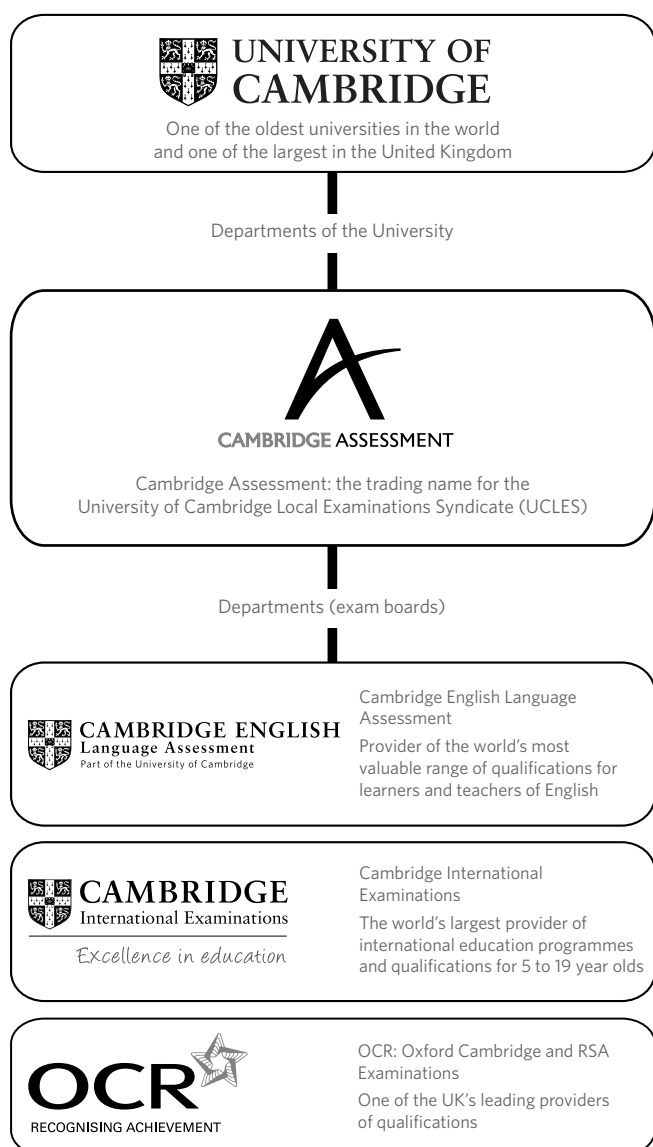 UNIVERSITY OF
CAMBRIDGE
One of the oldest universities in the world
and one of the largest in the United Kingdom
Departments of the University
CAMBRIDGE ASSESSMENT
Cambridge Assessment: the trading name for the
University of Cambridge Local Examinations Syndicate (UCLES)
Departments (exam boards)
CAMBRIDGE ENGLISH
Language Assessment
Part of the University of Cambridge
Cambridge English Language
Assessment
Provider of the world’s most
valuable range of qualifications for
learners and teachers of English
CAMBRIDGE
International Examinations
Excellence in education
Cambridge International
Examinations
The world’s largest provider of
international education programmes
and qualifications for 5 to 19 year olds
OCR
RECOGNISING ACHIEVEMENT
OCR: Oxford Cambridge and RSA
Examinations
One of the UK’s leading providers
of qualifications